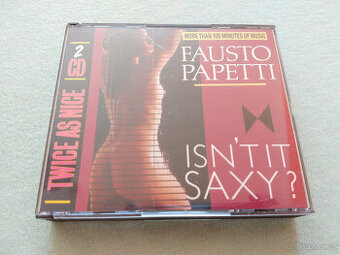 MORE THAN 100 MINUTES OF MUSIC
FAUSTO
PAPETTI
2
CD
TWICE AS NICE
ISN'T IT
SAXY?